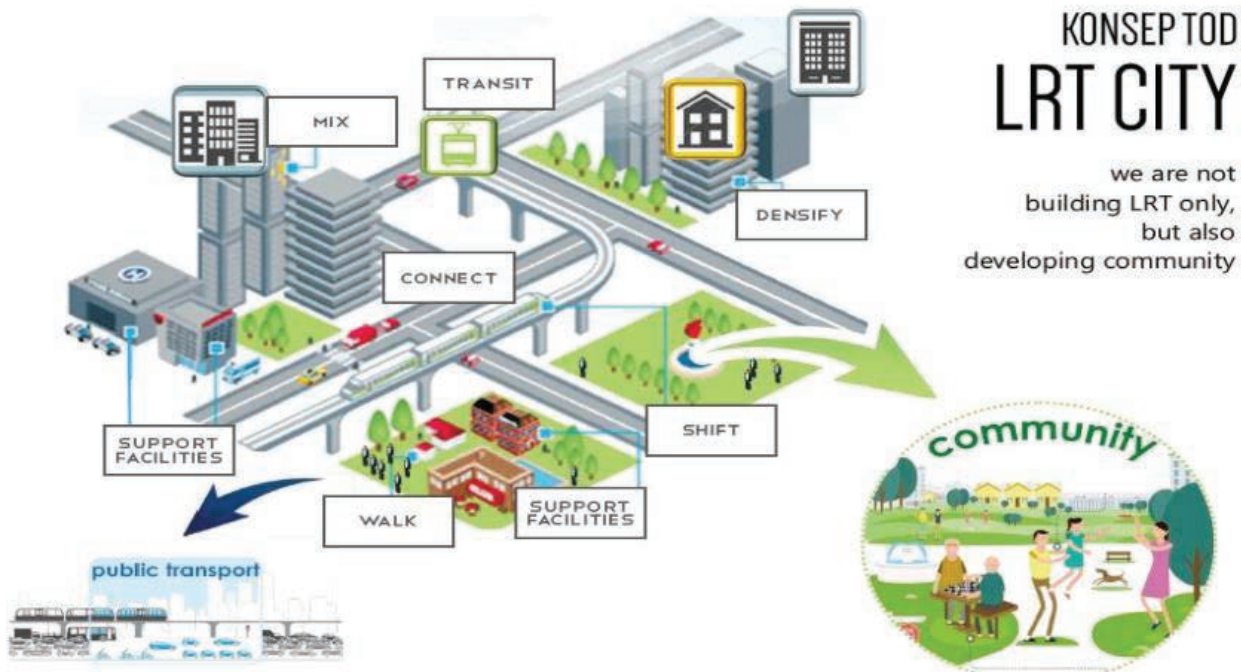 KONSEP TOD
LRT CITY
we are not
building LRT only,
but also
developing community
TRANSIT
MIX
DENSIFY
CONNECT
SHIFT
SUPPORT
FACILITIES
WALK
SUPPORT
FACILITIES
public transport
community